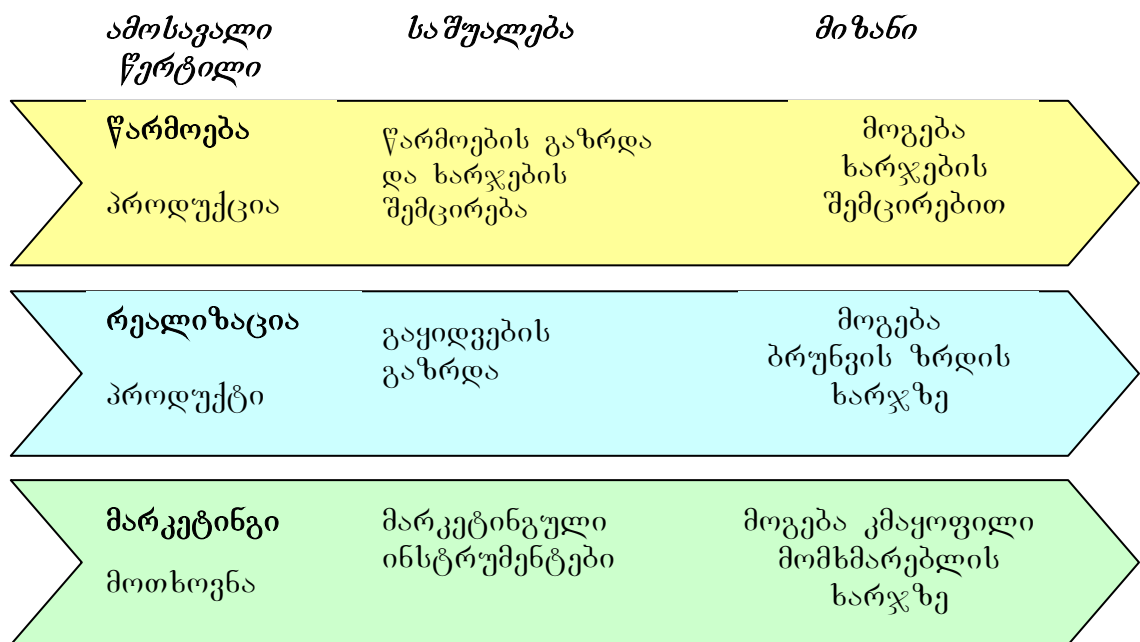 ამოსავალი
წერტილი
საშუალება
მიზანი
წარმოება
პროდუქცია
წარმოების გაზრდა
და ხარჯების
შემცირება
მოგება
ხარჯების
შემცირებით
რეალიზაცია
პროდუქტი
გაყიდვების
გაზრდა
მოგება
ბრუნვის ზრდის
ხარჯზე
მარკეტინგი
მოთხოვნა
მარკეტინგული
ინსტრუმენტები
მოგება კმაყოფილი
მომხმარებლის
ხარჯზე